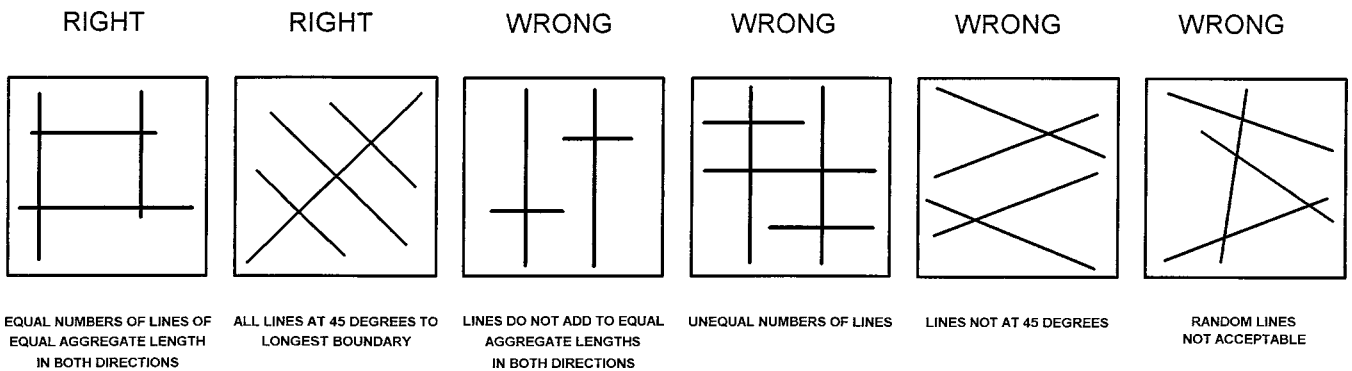 RIGHT
RIGHT
WRONG
WRONG
WRONG
WRONG
EQUAL NUMBERS OF LINES OF
EQUAL AGGREGATE LENGTH
IN BOTH DIRECTIONS
ALL LINES AT 45 DEGREES TO
LONGEST BOUNDARY
LINES DO NOT ADD TO EQUAL
AGGREGATE LENGTHS
IN BOTH DIRECTIONS
UNEQUAL NUMBERS OF LINES
LINES NOT AT 45 DEGREES
RANDOM LINES
NOT ACCEPTABLE